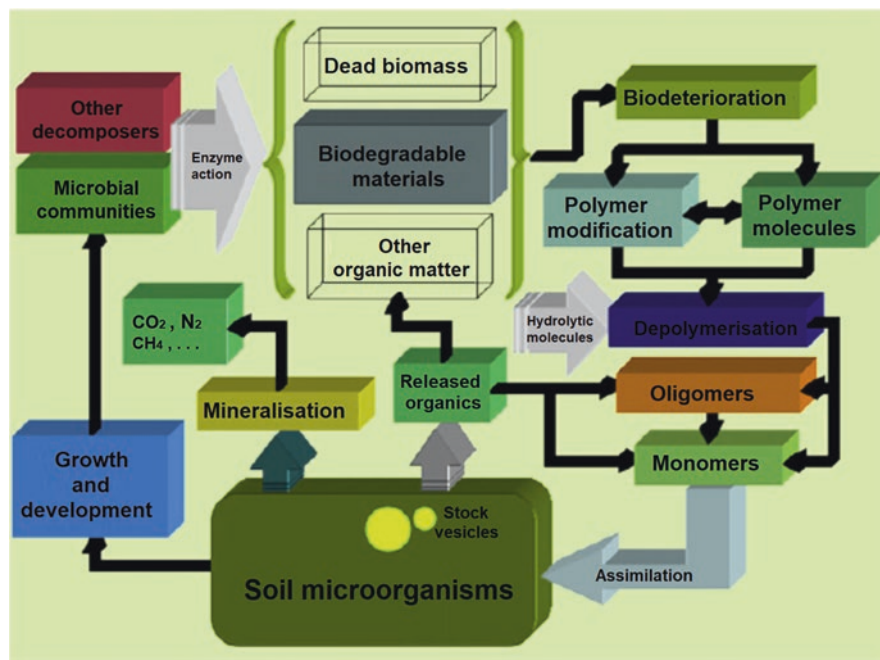 Other
decomposers
Microbial
communities
Enzyme
action
Dead biomass
Biodegradable
materials
Other
organic matter
Biodeterioration
Polymer
modification
Polymer
molecules
Hydrolytic
molecules
Depolymerisation
CO₂ , N₂
CH₄ , . . .
Mineralisation
Released
organics
Oligomers
Monomers
Growth
and
development
Stock
vesicles
Soil microorganisms
Assimilation